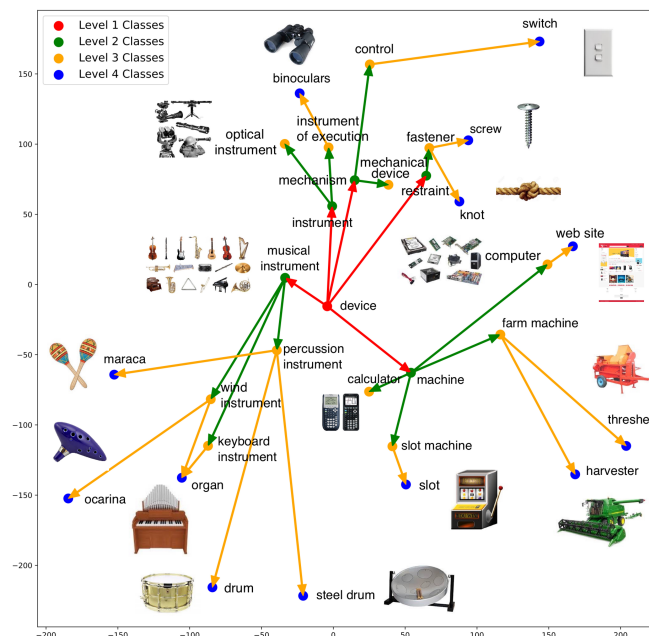 Level 1 Classes
Level 2 Classes
Level 3 Classes
Level 4 Classes
switch
control
binoculars
instrument
of execution
optical
instrument
fastener
screw
mechanical
device
mechanism
restraint
knot
instrument
web site
musical
instrument
computer
device
farm machine
percussion
instrument
maraca
calculator
machine
wind
instrument
threshe
keyboard
instrument
slot machine
ocarina
organ
slot
harvester
drum
steel drum
150
100
50
0
−50
−100
−150
−200
−200
−150
−100
−50
0
50
100
150
200